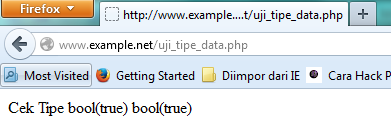 Firefox
http://www.example....t/uji_tipe_data.php
www.example.net/uji_tipe_data.php
Most Visited Getting Started Diimpor dari IE Cara Hack P
Cek Tipe bool(true) bool(true)